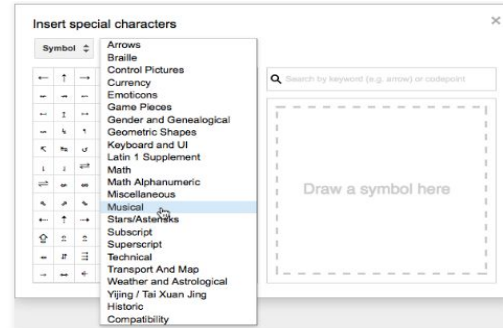 Insert special characters
Symbol
Arrows
Braille
Control Pictures
Currency
Emoticons
Game Pieces
Gender and Genealogical
Geometric Shapes
Keyboard and UI
Latin 1 Supplement
Math
Math Alphanumeric
Miscellaneous
Musical
Stars/Asterisks
Subscript
Superscript
Technical
Transport And Map
Weather and Astrological
Yijing / Tai Xuan Jing
Historic
Compatibility
Search by keyword (e.g. arrow) or codepoint
Draw a symbol here